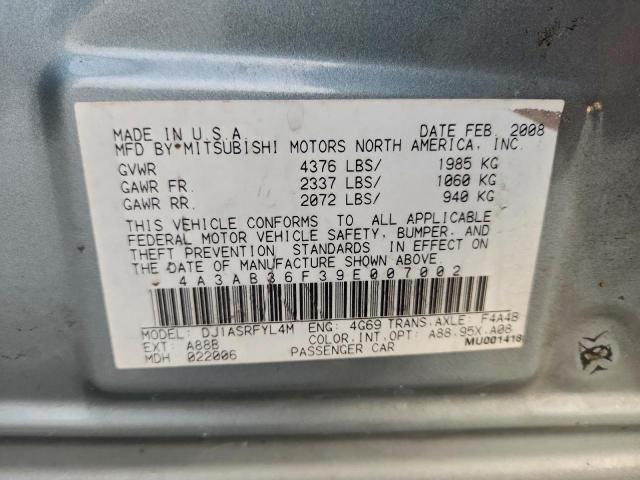 MADE IN U.S.A. DATE FEB. 2008
MFD BY MITSUBISHI MOTORS NORTH AMERICA, INC.
GVWR 4376 LBS/ 1985 KG
GAWR FR. 2337 LBS/ 1060 KG
GAWR RR. 2072 LBS/ 940 KG
THIS VEHICLE CONFORMS TO ALL APPLICABLE
FEDERAL MOTOR VEHICLE SAFETY, BUMPER, AND
THEFT PREVENTION STANDARDS IN EFFECT ON
THE DATE OF MANUFACTURE SHOWN ABOVE.
4A3AB36F39E007002
MODEL: DJ1ASRFYL4M ENG: 4G69 TRANS.AXLE: F4A4B
EXT: A88B COLOR.INT,OPT: A88.95X.A08
MDH 022006 PASSENGER CAR MU001418